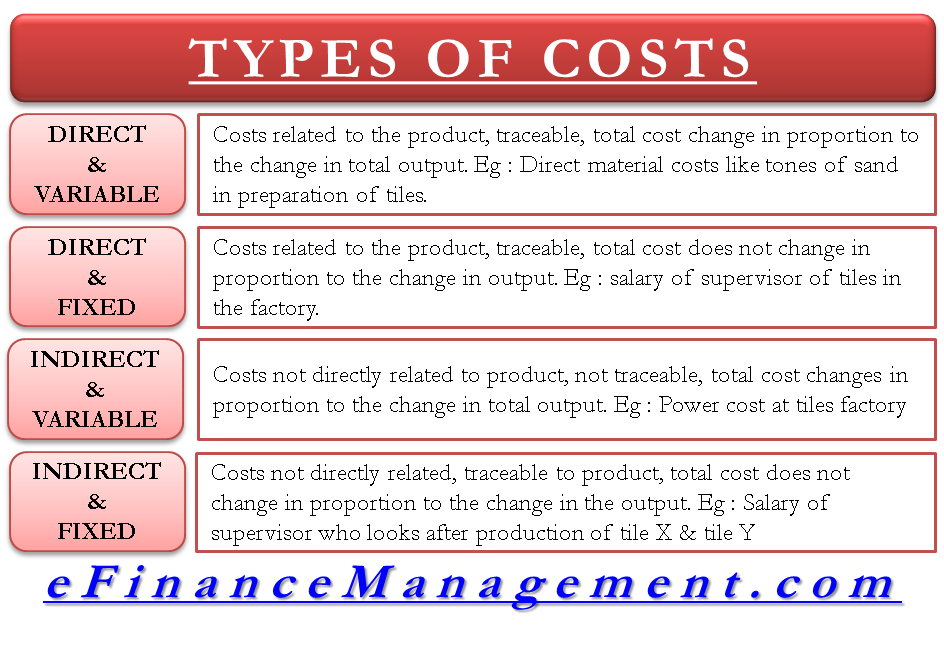 TYPES OF COSTS
DIRECT
&
VARIABLE
Costs related to the product, traceable, total cost change in proportion to
the change in total output. Eg : Direct material costs like tones of sand
in preparation of tiles.
DIRECT
&
FIXED
Costs related to the product, traceable, total cost does not change in
proportion to the change in output. Eg : salary of supervisor of tiles in
the factory.
INDIRECT
&
VARIABLE
Costs not directly related to product, not traceable, total cost changes in
proportion to the change in total output. Eg : Power cost at tiles factory
INDIRECT
&
FIXED
Costs not directly related, traceable to product, total cost does not
change in proportion to the change in the output. Eg : Salary of
supervisor who looks after production of tile X & tile Y
eFinanceManagement.com